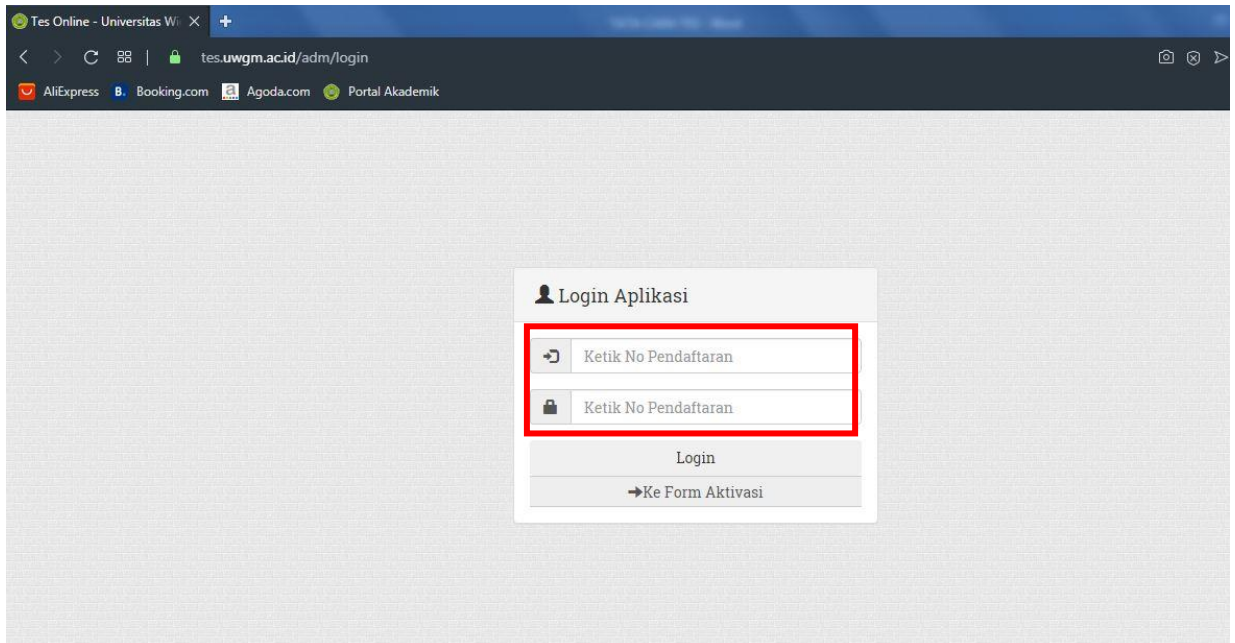 Tes Online - Universitas Wi
tes.uwgm.ac.id/adm/login
AliExpress B. Booking.com a Agoda.com Portal Akademik
Login Aplikasi
Ketik No Pendaftaran
Ketik No Pendaftaran
Login
Ke Form Aktivasi